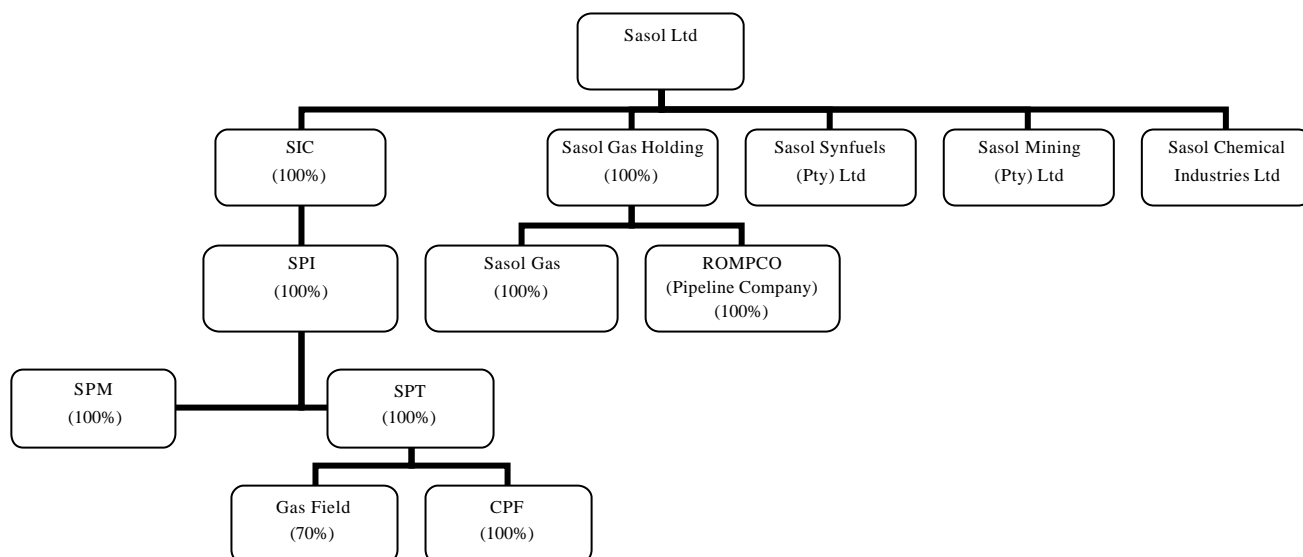 Sasol Ltd
SIC
(100%)
Sasol Gas Holding
(100%)
Sasol Synfuels
(Pty) Ltd
Sasol Mining
(Pty) Ltd
Sasol Chemical
Industries Ltd
SPI
(100%)
Sasol Gas
(100%)
ROMPCO
(Pipeline Company)
(100%)
SPM
(100%)
SPT
(100%)
Gas Field
(70%)
CPF
(100%)